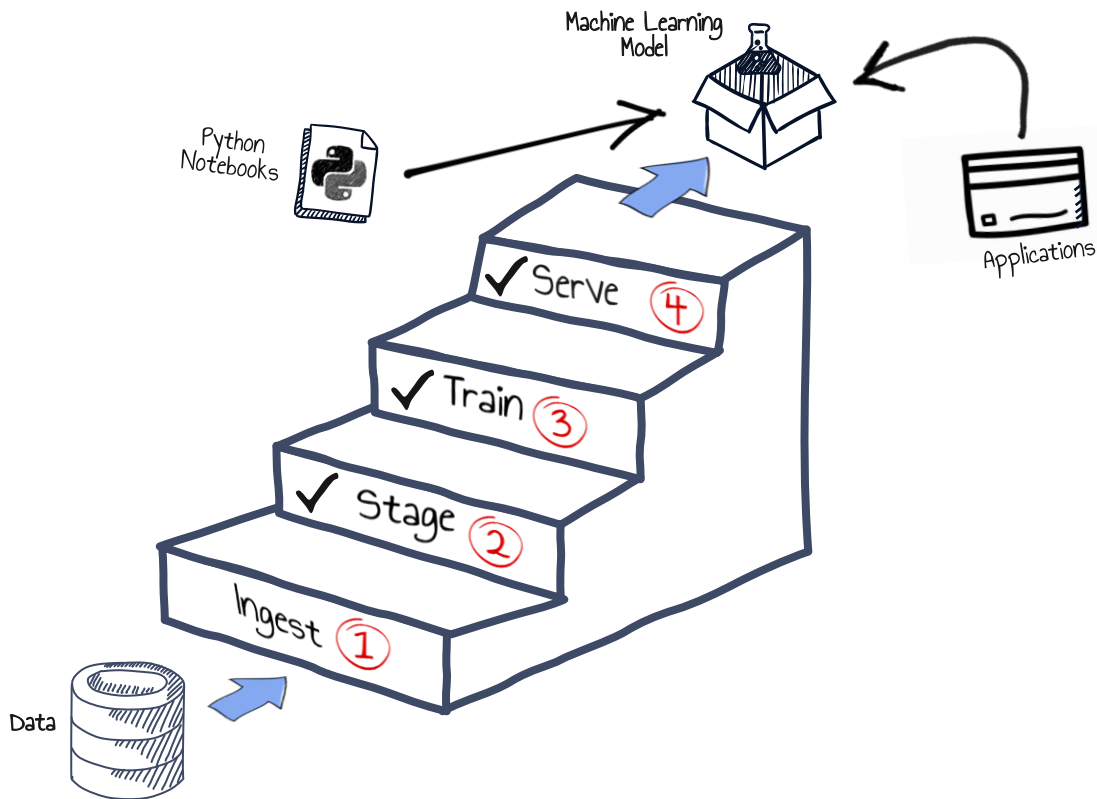 Machine Learning
Model
Python
Notebooks
Applications
Serve 4
Train 3
Stage 2
Ingest 1
Data